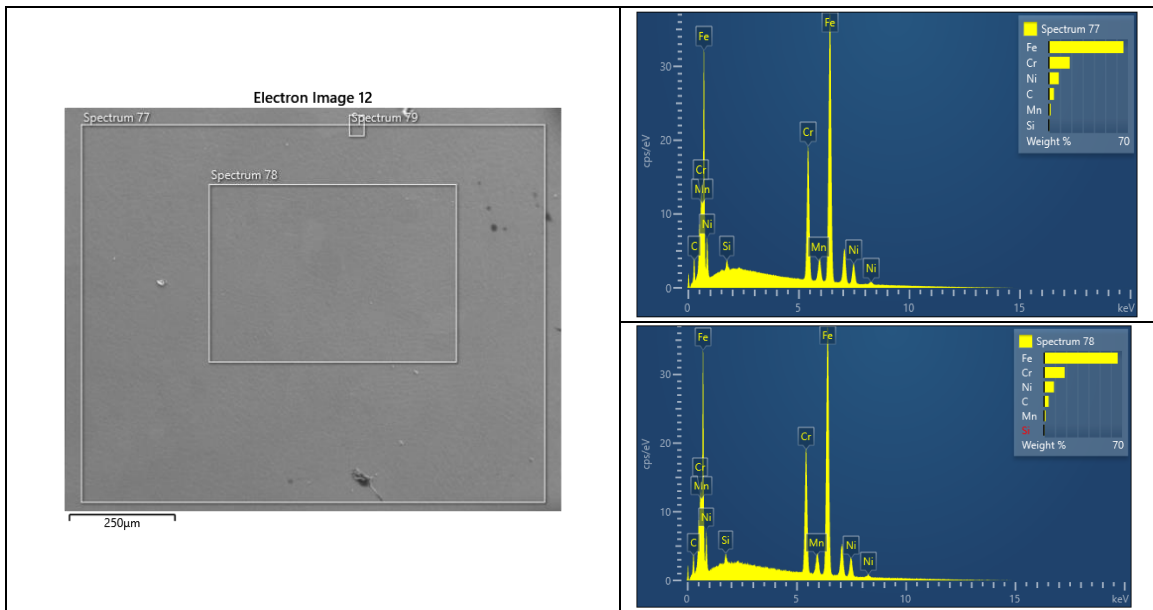 Electron Image 12
Spectrum 77
Spectrum 79
Spectrum 78
250µm
Fe
Fe
Cr
Cr
Mn
Ni
C
Si
Mn
Ni
Ni
cps/eV
30
20
10
0
0
5
10
15
keV
Spectrum 77
Fe
Cr
Ni
C
Mn
Si
Weight % 70
Fe
Fe
Cr
Cr
Mn
Ni
C
Si
Mn
Ni
Ni
cps/eV
30
20
10
0
0
5
10
15
keV
Spectrum 78
Fe
Cr
Ni
C
Mn
Si
Weight % 70